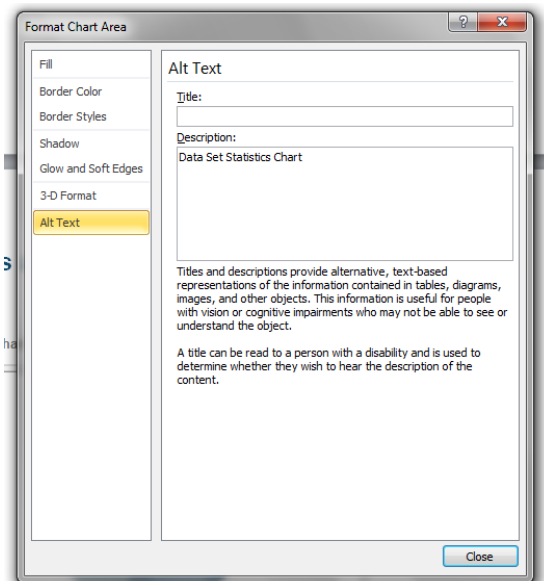 Format Chart Area
?
X
Fill
Border Color
Border Styles
Shadow
Glow and Soft Edges
3-D Format
Alt Text
Alt Text
Title:
Description:
Data Set Statistics Chart
Titles and descriptions provide alternative, text-based
representations of the information contained in tables, diagrams,
images, and other objects. This information is useful for people
with vision or cognitive impairments who may not be able to see or
understand the object.
A title can be read to a person with a disability and is used to
determine whether they wish to hear the description of the
content.
Close